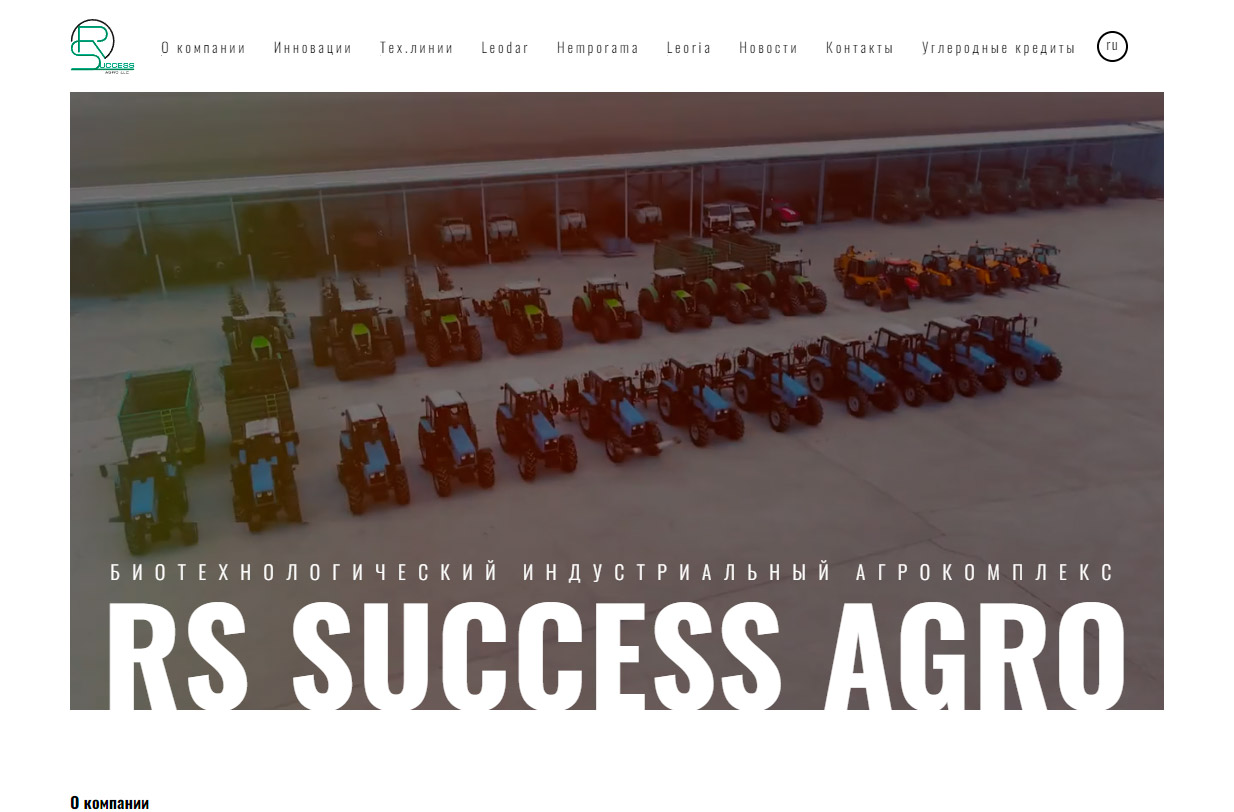 RS
UCCESS
AGRO LLC
О компании Инновации Тех.линии Leodar Hemporama Leoria Новости Контакты Углеродные кредиты ru
БИОТЕХНОЛОГИЧЕСКИЙ ИНДУСТРИАЛЬНЫЙ АГРОКОМПЛЕКС
RS SUCCESS AGRO
О компании